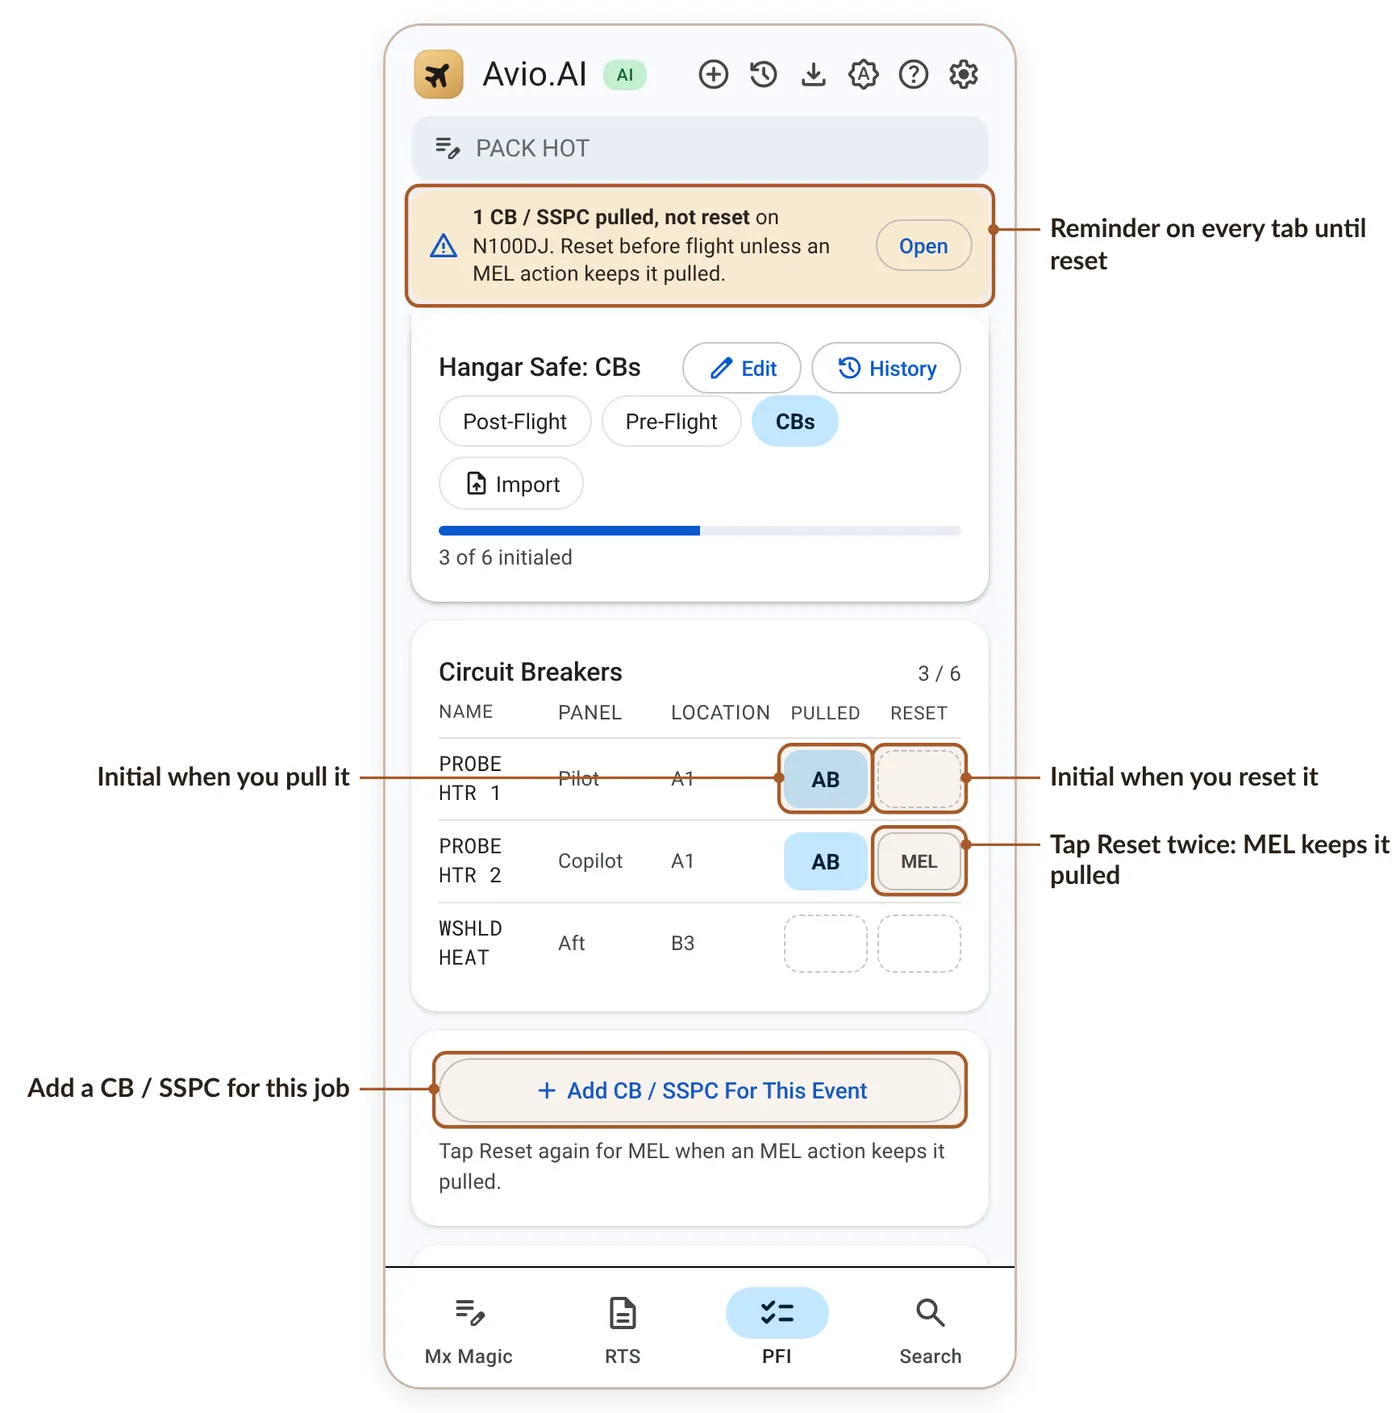 Avio.AI AI
PACK HOT
1 CB / SSPC pulled, not reset on
N100DJ. Reset before flight unless an
MEL action keeps it pulled.
Open
Reminder on every tab until
reset
Hangar Safe: CBs
Edit
History
Post-Flight
Pre-Flight
CBs
Import
3 of 6 initialed
Circuit Breakers
3 / 6
NAME PANEL LOCATION PULLED RESET
Initial when you pull it
PROBE
HTR 1
Pilot
A1
AB
Initial when you reset it
PROBE
HTR 2
Copilot
A1
AB
MEL
Tap Reset twice: MEL keeps it
pulled
WSHLD
HEAT
Aft
B3
Add a CB / SSPC for this job
+ Add CB / SSPC For This Event
Tap Reset again for MEL when an MEL action keeps it
pulled.
Mx Magic
RTS
PFI
Search